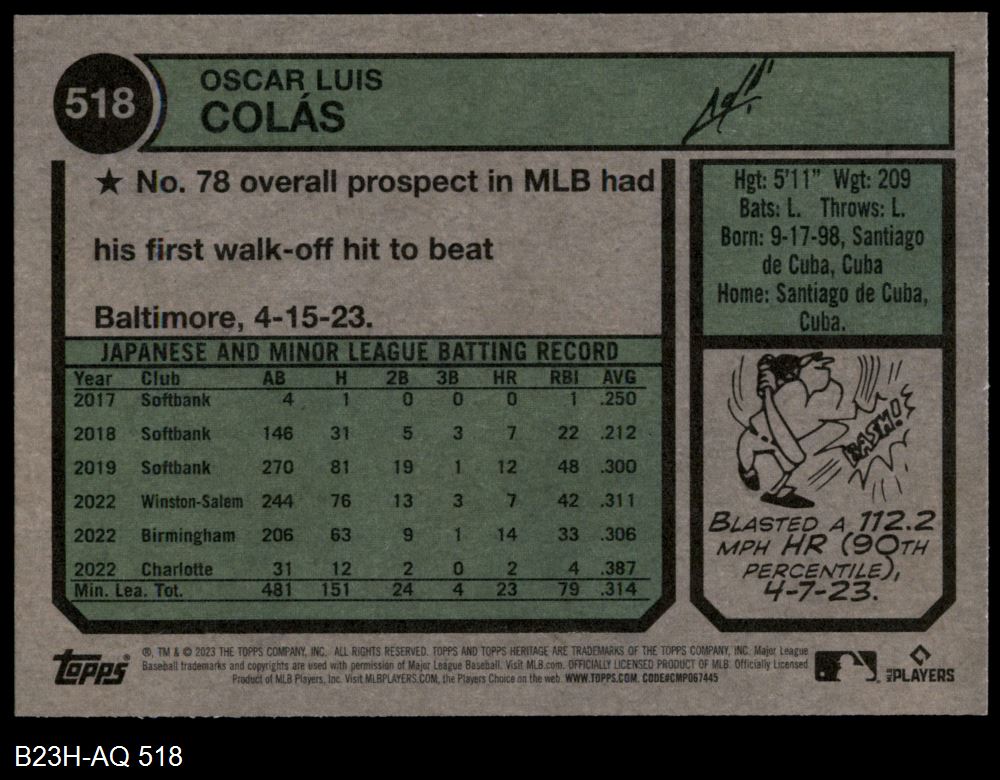 518
OSCAR LUIS
COLÁS
★ No. 78 overall prospect in MLB had
his first walk-off hit to beat
Baltimore, 4-15-23.
JAPANESE AND MINOR LEAGUE BATTING RECORD
Year Club AB H 2B 3B HR RBI AVG
2017 Softbank 4 1 0 0 0 1 .250
2018 Softbank 146 31 5 3 7 22 .212
2019 Softbank 270 81 19 1 12 48 .300
2022 Winston-Salem 244 76 13 3 7 42 .311
2022 Birmingham 206 63 9 1 14 33 .306
2022 Charlotte 31 12 2 0 2 4 .387
Min. Lea. Tot. 481 151 24 4 23 79 .314
Hgt: 5'11" Wgt: 209
Bats: L. Throws: L.
Born: 9-17-98, Santiago
de Cuba, Cuba
Home: Santiago de Cuba,
Cuba.
BASH!
BLASTED A 112.2
MPH HR (90TH
PERCENTILE),
4-7-23.
topps®
®, TM & © 2023 THE TOPPS COMPANY, INC. ALL RIGHTS RESERVED. TOPPS AND TOPPS HERITAGE ARE TRADEMARKS OF THE TOPPS COMPANY, INC. Major League
Baseball trademarks and copyrights are used with permission of Major League Baseball. Visit MLB.com. OFFICIALLY LICENSED PRODUCT OF MLB. Officially Licensed
Product of MLB Players, Inc. Visit MLBPLAYERS.COM, the Players Choice on the web. WWW.TOPPS.COM. CODE#CMP067445
MLB PLAYERS
B23H-AQ 518